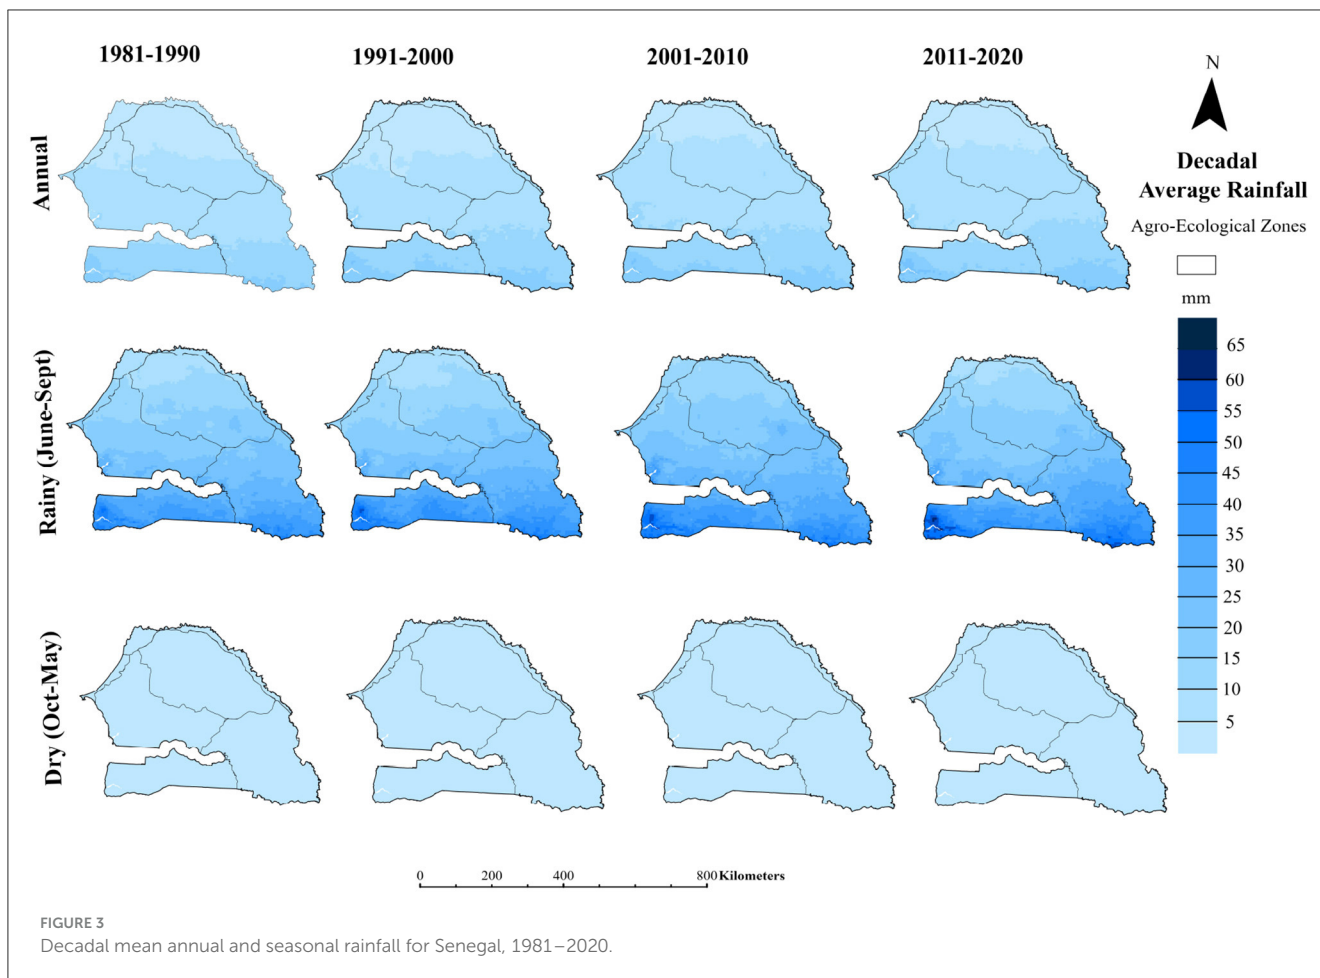 1981-1990
1991-2000
2001-2010
2011-2020
Annual
Rainy (June-Sept)
Dry (Oct-May)
N
Decadal
Average Rainfall
Agro-Ecological Zones
mm
65
60
55
50
45
40
35
30
25
20
15
10
5
0 200 400 800 Kilometers
FIGURE 3
Decadal mean annual and seasonal rainfall for Senegal, 1981–2020.